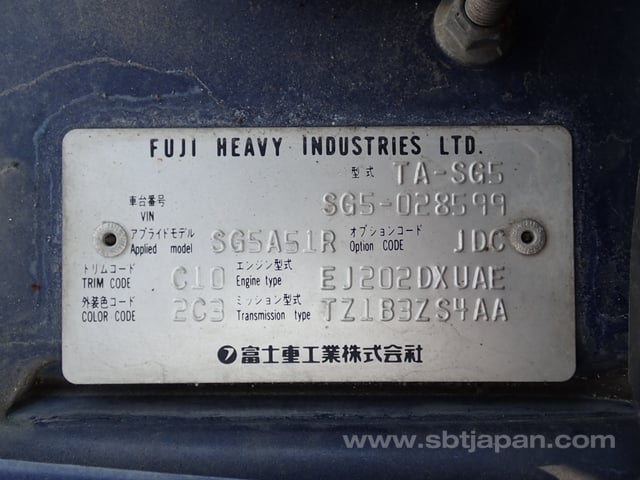 FUJI HEAVY INDUSTRIES LTD.
型式 TA-SG5
車台番号 VIN SG5-028599
アプライドモデル Applied model SG5A51R オプションコード Option CODE JDC
トリムコード TRIM CODE C10 エンジン型式 Engine type EJ202DXUAE
外装色コード COLOR CODE 2C3 ミッション型式 Transmission type TZ1B3ZS4AA
富士重工業株式会社
www.sbtjapan.com